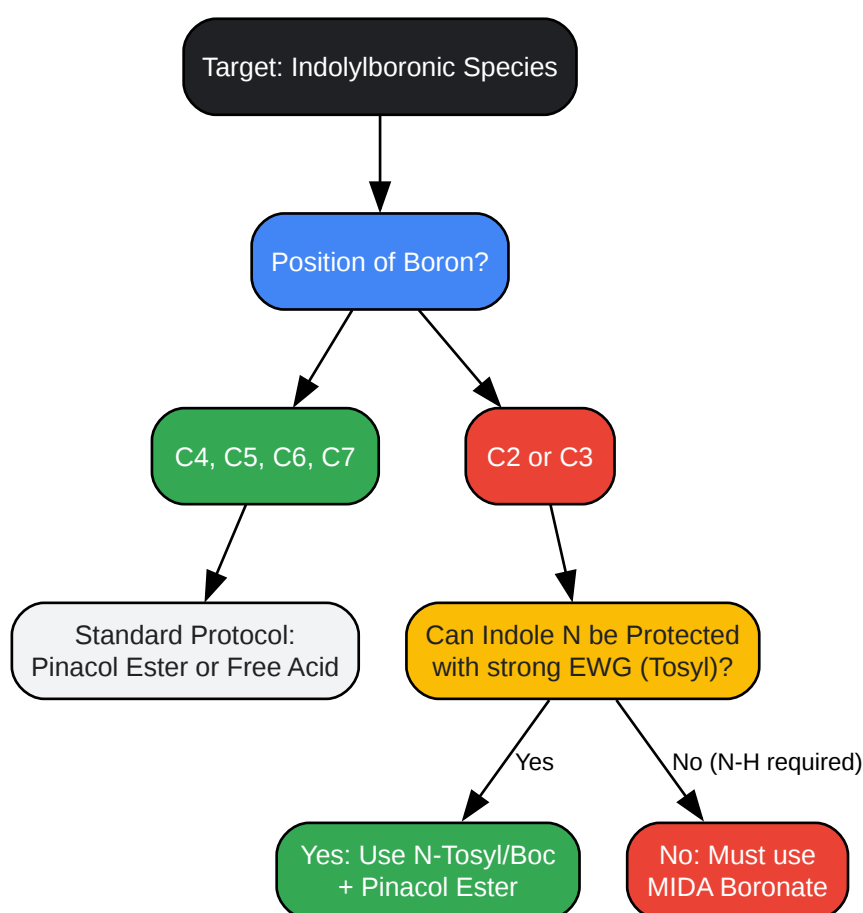 Target: Indolylboronic Species
Position of Boron?
C4, C5, C6, C7
C2 or C3
Standard Protocol:
Pinacol Ester or Free Acid
Can Indole N be Protected
with strong EWG (Tosyl)?
Yes
No (N-H required)
Yes: Use N-Tosyl/Boc
+ Pinacol Ester
No: Must use
MIDA Boronate